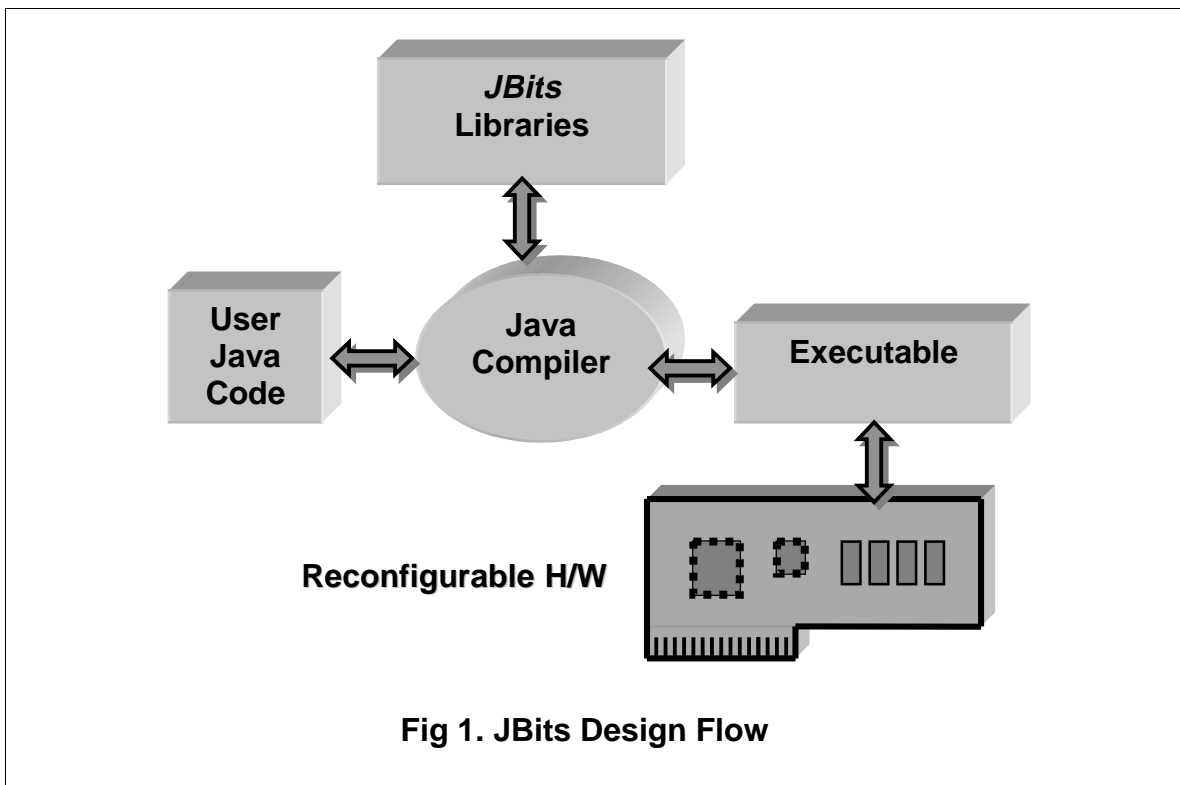 JBits
Libraries
User
Java
Code
Java
Compiler
Executable
Reconfigurable H/W
Fig 1. JBits Design Flow